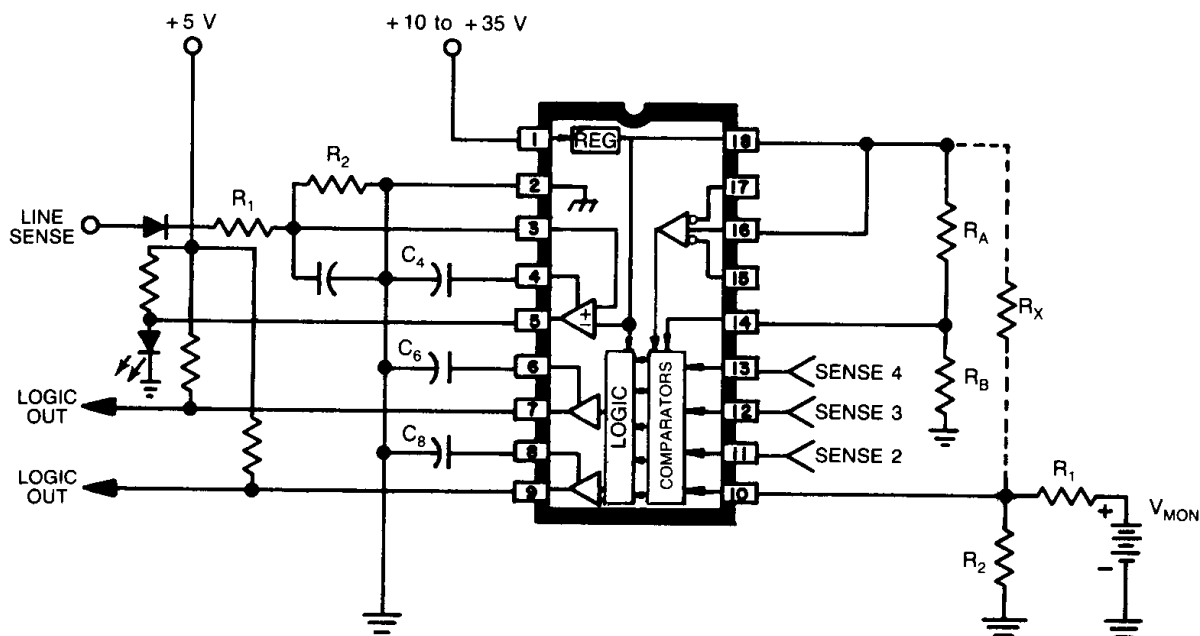 +5 V
+10 to +35 V
1
REG
18
R2
2
17
R1
LINE
SENSE
3
16
RA
C4
4
15
RX
− +
5
14
C6
6
13
SENSE 4
RB
LOGIC
OUT
7
LOGIC
COMPARATORS
12
SENSE 3
C8
8
11
SENSE 2
LOGIC
OUT
9
10
R1
+
VMON
R2
−